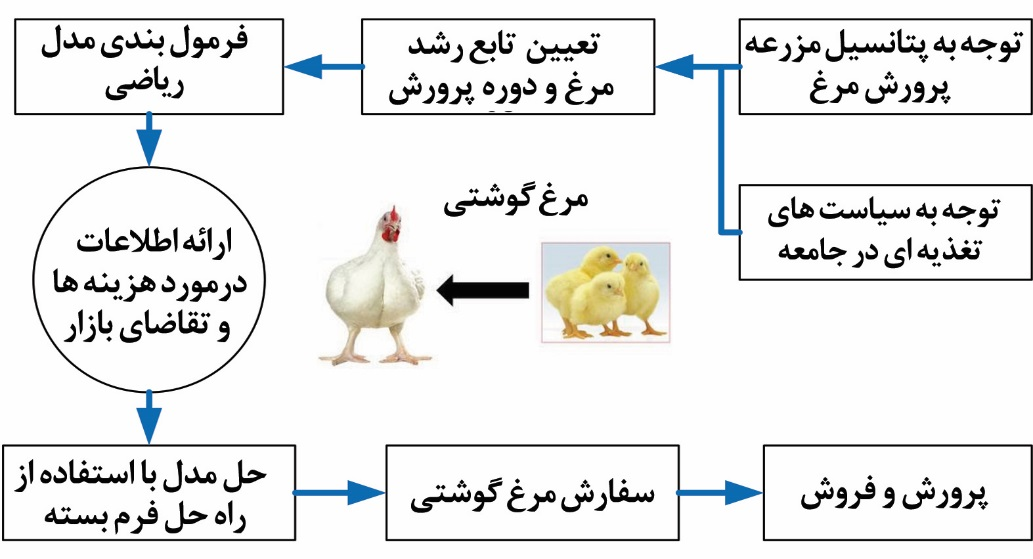 توجه به پتانسیل مزرعه
پرورش مرغ
توجه به سیاست های
تغذیه ای در جامعه
تعیین تابع رشد
مرغ و دوره پرورش
فرمول بندی مدل
ریاضی
ارائه اطلاعات
درمورد هزینه ها
و تقاضای بازار
مرغ گوشتی
حل مدل با استفاده از
راه حل فرم بسته
سفارش مرغ گوشتی
پرورش و فروش